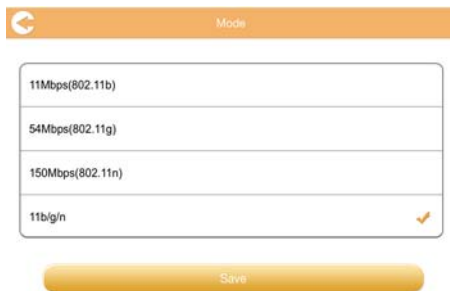 Mode
11Mbps(802.11b)
54Mbps(802.11g)
150Mbps(802.11n)
11b/g/n
Save